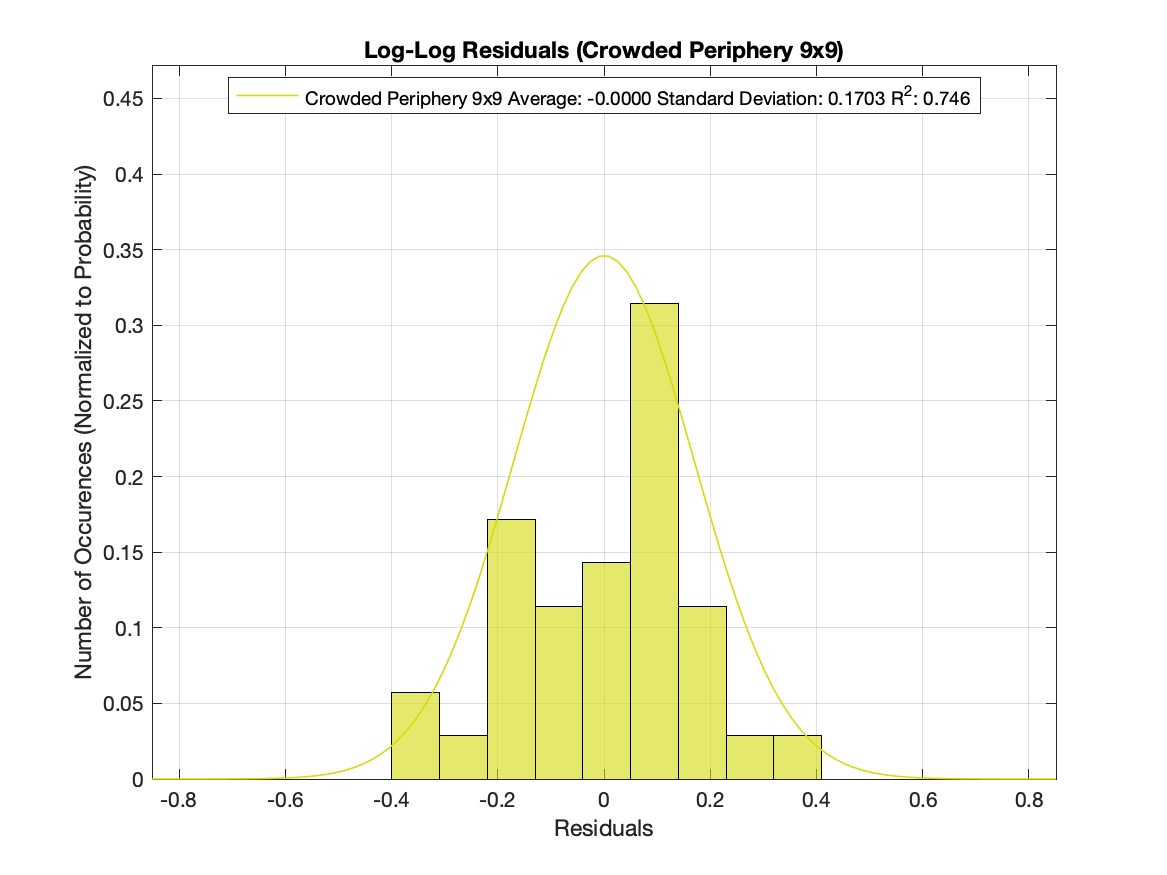 Log-Log Residuals (Crowded Periphery 9x9)
Crowded Periphery 9x9 Average: -0.0000 Standard Deviation: 0.1703 R²: 0.746
Number of Occurences (Normalized to Probability)
0.45
0.4
0.35
0.3
0.25
0.2
0.15
0.1
0.05
0
-0.8 -0.6 -0.4 -0.2 0 0.2 0.4 0.6 0.8
Residuals